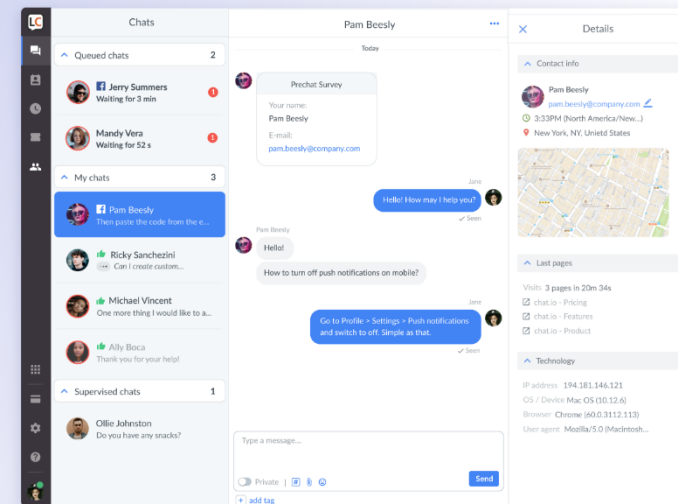 LC
Chats
Queued chats 2
Jerry Summers
Waiting for 3 min
1
Mandy Vera
Waiting for 52 s
1
My chats 3
Pam Beesly
Then paste the code from the e...
Ricky Sanchezini
Can I create custom...
Michael Vincent
One more thing I would like to a...
Ally Boca
Thank you for your help!
Supervised chats 1
Ollie Johnston
Do you have any snacks?
Pam Beesly
Today
Prechat Survey
Your name:
Pam Beesly
E-mail:
pam.beesly@company.com
Jane
Hello! How may I help you?
Seen
Pam Beesly
Hello!
How to turn off push notifications on mobile?
Jane
Go to Profile > Settings > Push notifications
and switch to off. Simple as that.
Seen
Type a message...
Private | #
Send
+ add tag
Details
Contact info
Pam Beesly
pam.beesly@company.com
3:33PM (North America/New...)
New York, NY, Unietd States
Last pages
Visits 3 pages in 20m 34s
chat.io - Pricing
chat.io - Features
chat.io - Product
Technology
IP address 194.181.146.121
OS / Device Mac OS (10.12.6)
Browser Chrome (60.0.3112.113)
User agent Mozilla/5.0 (Macintosh...